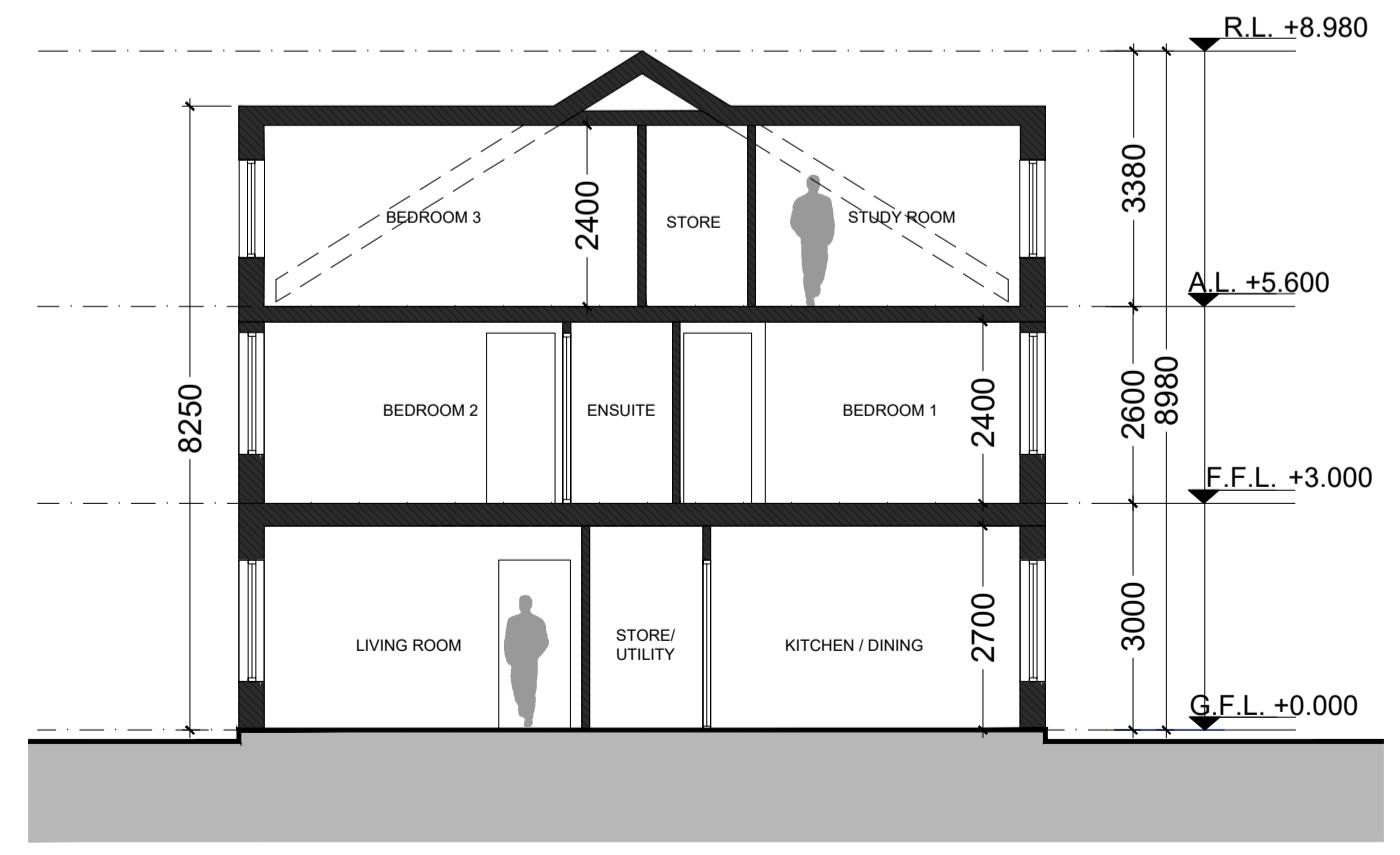 R.L. +8.980
3380
2400
BEDROOM 3
STORE
STUDY ROOM
A.L. +5.600
8250
BEDROOM 2
ENSUITE
BEDROOM 1
2400
2600
8980
F.F.L. +3.000
LIVING ROOM
STORE/
UTILITY
KITCHEN / DINING
2700
3000
G.F.L. +0.000